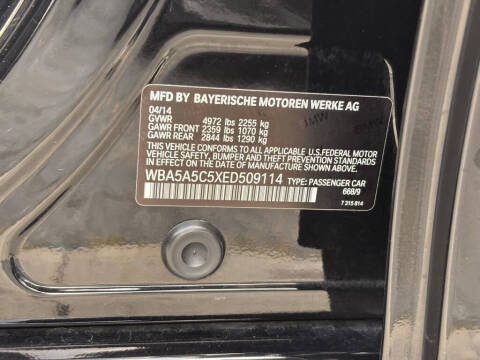 MFD BY BAYERISCHE MOTOREN WERKE AG
04/14
GVWR 4972 lbs 2255 kg
GAWR FRONT 2359 lbs 1070 kg
GAWR REAR 2844 lbs 1290 kg
THIS VEHICLE CONFORMS TO ALL APPLICABLE U.S.FEDERAL MOTOR
VEHICLE SAFETY, BUMPER, AND THEFT PREVENTION STANDARDS
IN EFFECT ON THE DATE OF MANUFACTURE SHOWN ABOVE.
WBA5A5C5XED509114 TYPE: PASSENGER CAR
668/9
7 315 814